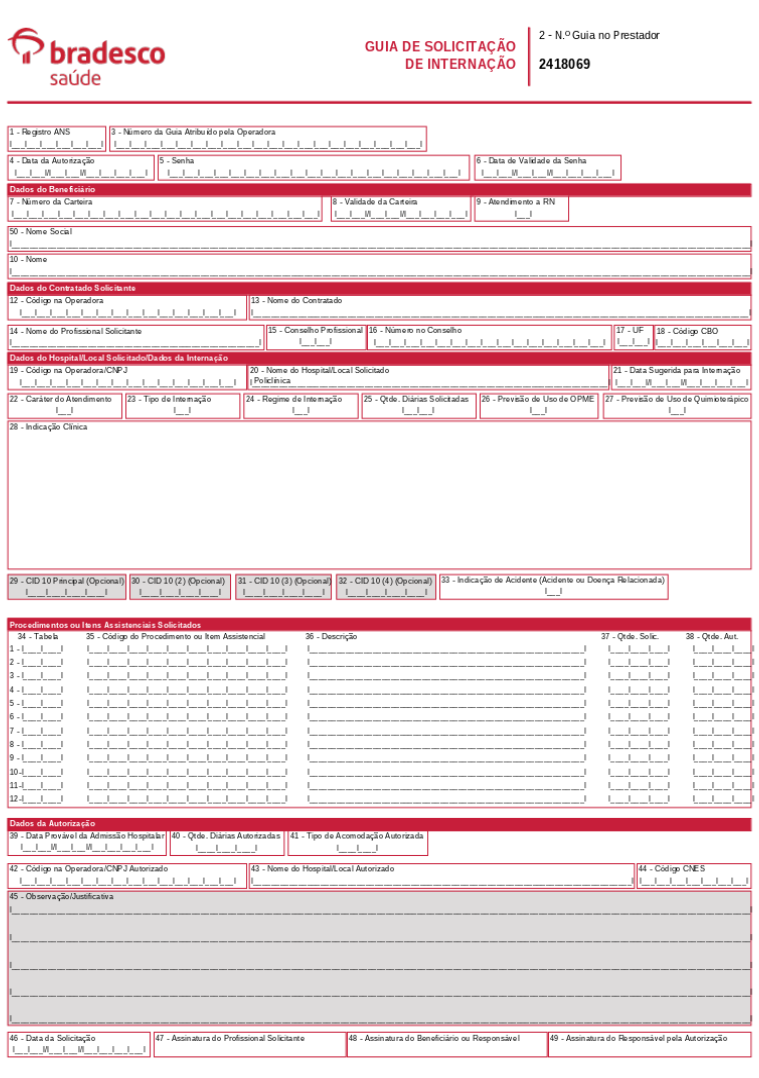 bradesco
saúde
GUIA DE SOLICITAÇÃO
DE INTERNAÇÃO
2 - N.º Guia no Prestador
2418069
1 - Registro ANS
3 - Número da Guia Atribuído pela Operadora
4 - Data da Autorização
5 - Senha
6 - Data de Validade da Senha
Dados do Beneficiário
7 - Número da Carteira
8 - Validade da Carteira
9 - Atendimento a RN
50 - Nome Social
10 - Nome
Dados do Contratado Solicitante
12 - Código na Operadora
13 - Nome do Contratado
14 - Nome do Profissional Solicitante
15 - Conselho Profissional
16 - Número no Conselho
17 - UF
18 - Código CBO
Dados do Hospital/Local Solicitado/Dados da Internação
19 - Código na Operadora/CNPJ
20 - Nome do Hospital/Local Solicitado
Policlínica
21 - Data Sugerida para Internação
22 - Caráter do Atendimento
23 - Tipo de Internação
24 - Regime de Internação
25 - Qtde. Diárias Solicitadas
26 - Previsão de Uso de OPME
27 - Previsão de Uso de Quimioterápico
28 - Indicação Clínica
29 - CID 10 Principal (Opcional)
30 - CID 10 (2) (Opcional)
31 - CID 10 (3) (Opcional)
32 - CID 10 (4) (Opcional)
33 - Indicação de Acidente (Acidente ou Doença Relacionada)
Procedimentos ou Itens Assistenciais Solicitados
34 - Tabela
35 - Código do Procedimento ou Item Assistencial
36 - Descrição
37 - Qtde. Solic.
38 - Qtde. Aut.
1 -
2 -
3 -
4 -
5 -
6 -
7 -
8 -
9 -
10-
11-
12-
Dados da Autorização
39 - Data Provável da Admissão Hospitalar
40 - Qtde. Diárias Autorizadas
41 - Tipo de Acomodação Autorizada
42 - Código na Operadora/CNPJ Autorizado
43 - Nome do Hospital/Local Autorizado
44 - Código CNES
45 - Observação/Justificativa
46 - Data da Solicitação
47 - Assinatura do Profissional Solicitante
48 - Assinatura do Beneficiário ou Responsável
49 - Assinatura do Responsável pela Autorização